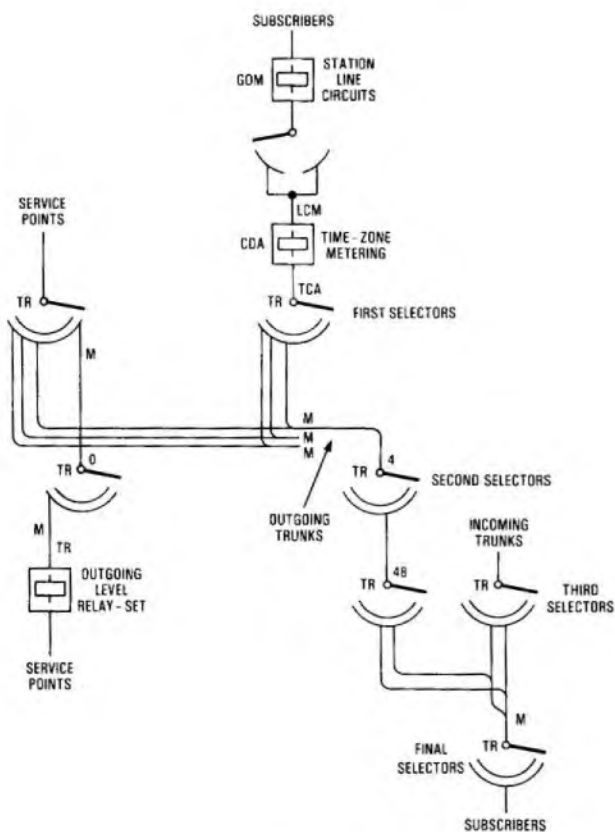 SUBSCRIBERS
GDM
STATION
LINE
CIRCUITS
LCM
CDA
TIME-ZONE
METERING
SERVICE
POINTS
TR
TCA
TR
FIRST SELECTORS
M
M
M
M
TR
0
OUTGOING
TRUNKS
TR
4
SECOND SELECTORS
M
TR
OUTGOING
LEVEL
RELAY-SET
SERVICE
POINTS
TR
48
INCOMING
TRUNKS
TR
THIRD
SELECTORS
M
FINAL
SELECTORS
TR
SUBSCRIBERS